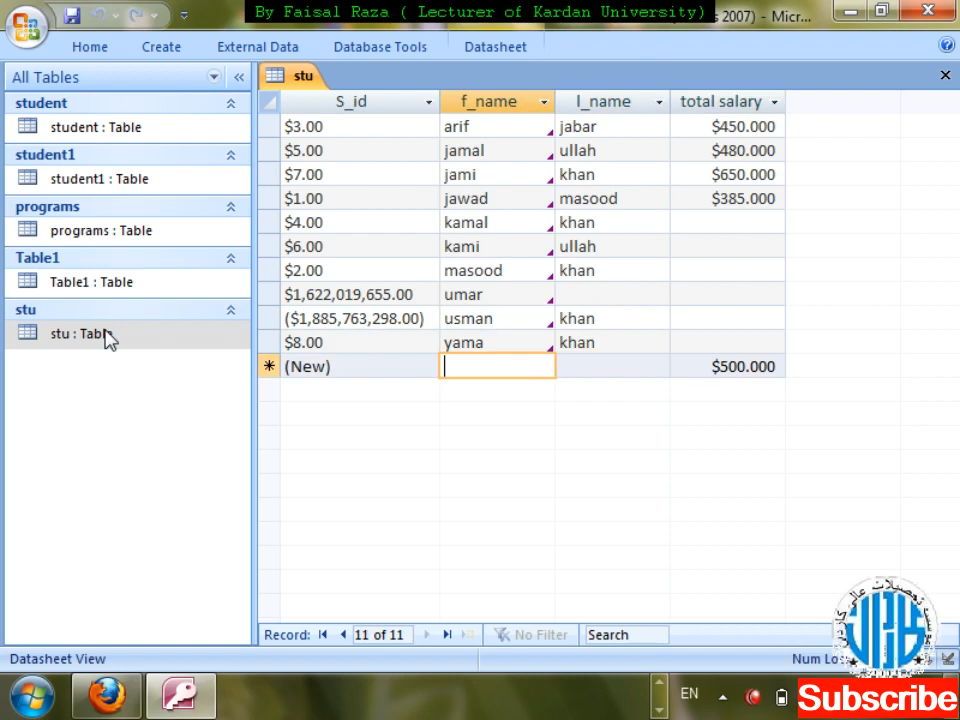 By Faisal Raza ( Lecturer of Kardan University)
s 2007) - Micr...
Home Create External Data Database Tools Datasheet
All Tables
student
student : Table
student1
student1 : Table
programs
programs : Table
Table1
Table1 : Table
stu
stu : Table
stu
S_id f_name l_name total salary
$3.00 arif jabar $450.000
$5.00 jamal ullah $480.000
$7.00 jami khan $650.000
$1.00 jawad masood $385.000
$4.00 kamal khan
$6.00 kami ullah
$2.00 masood khan
$1,622,019,655.00 umar
($1,885,763,298.00) usman khan
$8.00 yama khan
(New) $500.000
Record: 11 of 11 No Filter Search
Datasheet View
Num Lo
EN
Subscribe